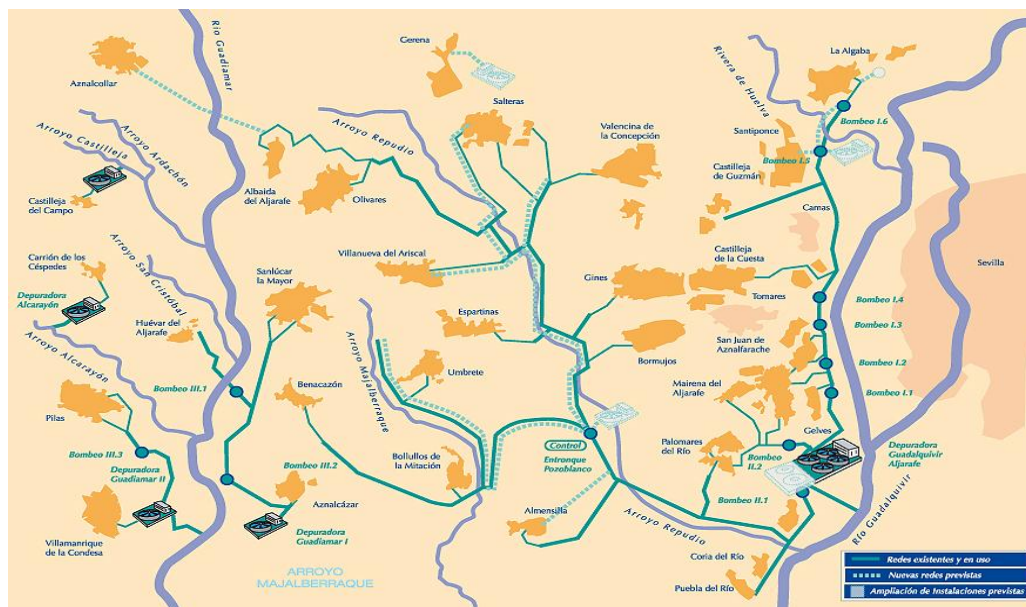 Gerena
La Algaba
Río Guadiamar
Rivera de Huelva
Aznalcollar
Salteras
Bombeo I.6
Arroyo Repudio
Valencina de
la Concepción
Santiponce
Arroyo Ardachón
Arroyo Castilleja
Bombeo I.5
Castilleja
de Guzmán
Albaida
del Aljarafe
Olivares
Castilleja
del Campo
Camas
Arroyo San Cristóbal
Villanueva del Ariscal
Castilleja
de la Cuesta
Carrión de los
Céspedes
Sanlúcar
la Mayor
Gines
Sevilla
Depuradora
Alcarayón
Tomares
Bombeo I.4
Huévar del
Aljarafe
Espartinas
Bombeo I.3
San Juan de
Aznalfarache
Arroyo Alcarayón
Arroyo Majalberraque
Bormujos
Bombeo I.2
Umbrete
Bombeo III.1
Benacazón
Mairena del
Aljarafe
Bombeo I.1
Pilas
Gelves
Control
Palomares
del Río
Depuradora
Guadalquivir
Aljarafe
Bombeo III.3
Bollullos de
la Mitación
Entronque
Pozoblanco
Bombeo
II.2
Bombeo III.2
Depuradora
Guadiamar II
Aznalcázar
Bombeo II.1
Almensilla
Arroyo Repudio
Río Guadalquivir
Villamanrique
de la Condesa
Depuradora
Guadiamar I
Coria del Río
ARROYO
MAJALBERRAQUE
Puebla del Río
Redes existentes y en uso
Nuevas redes previstas
Ampliación de Instalaciones previstas